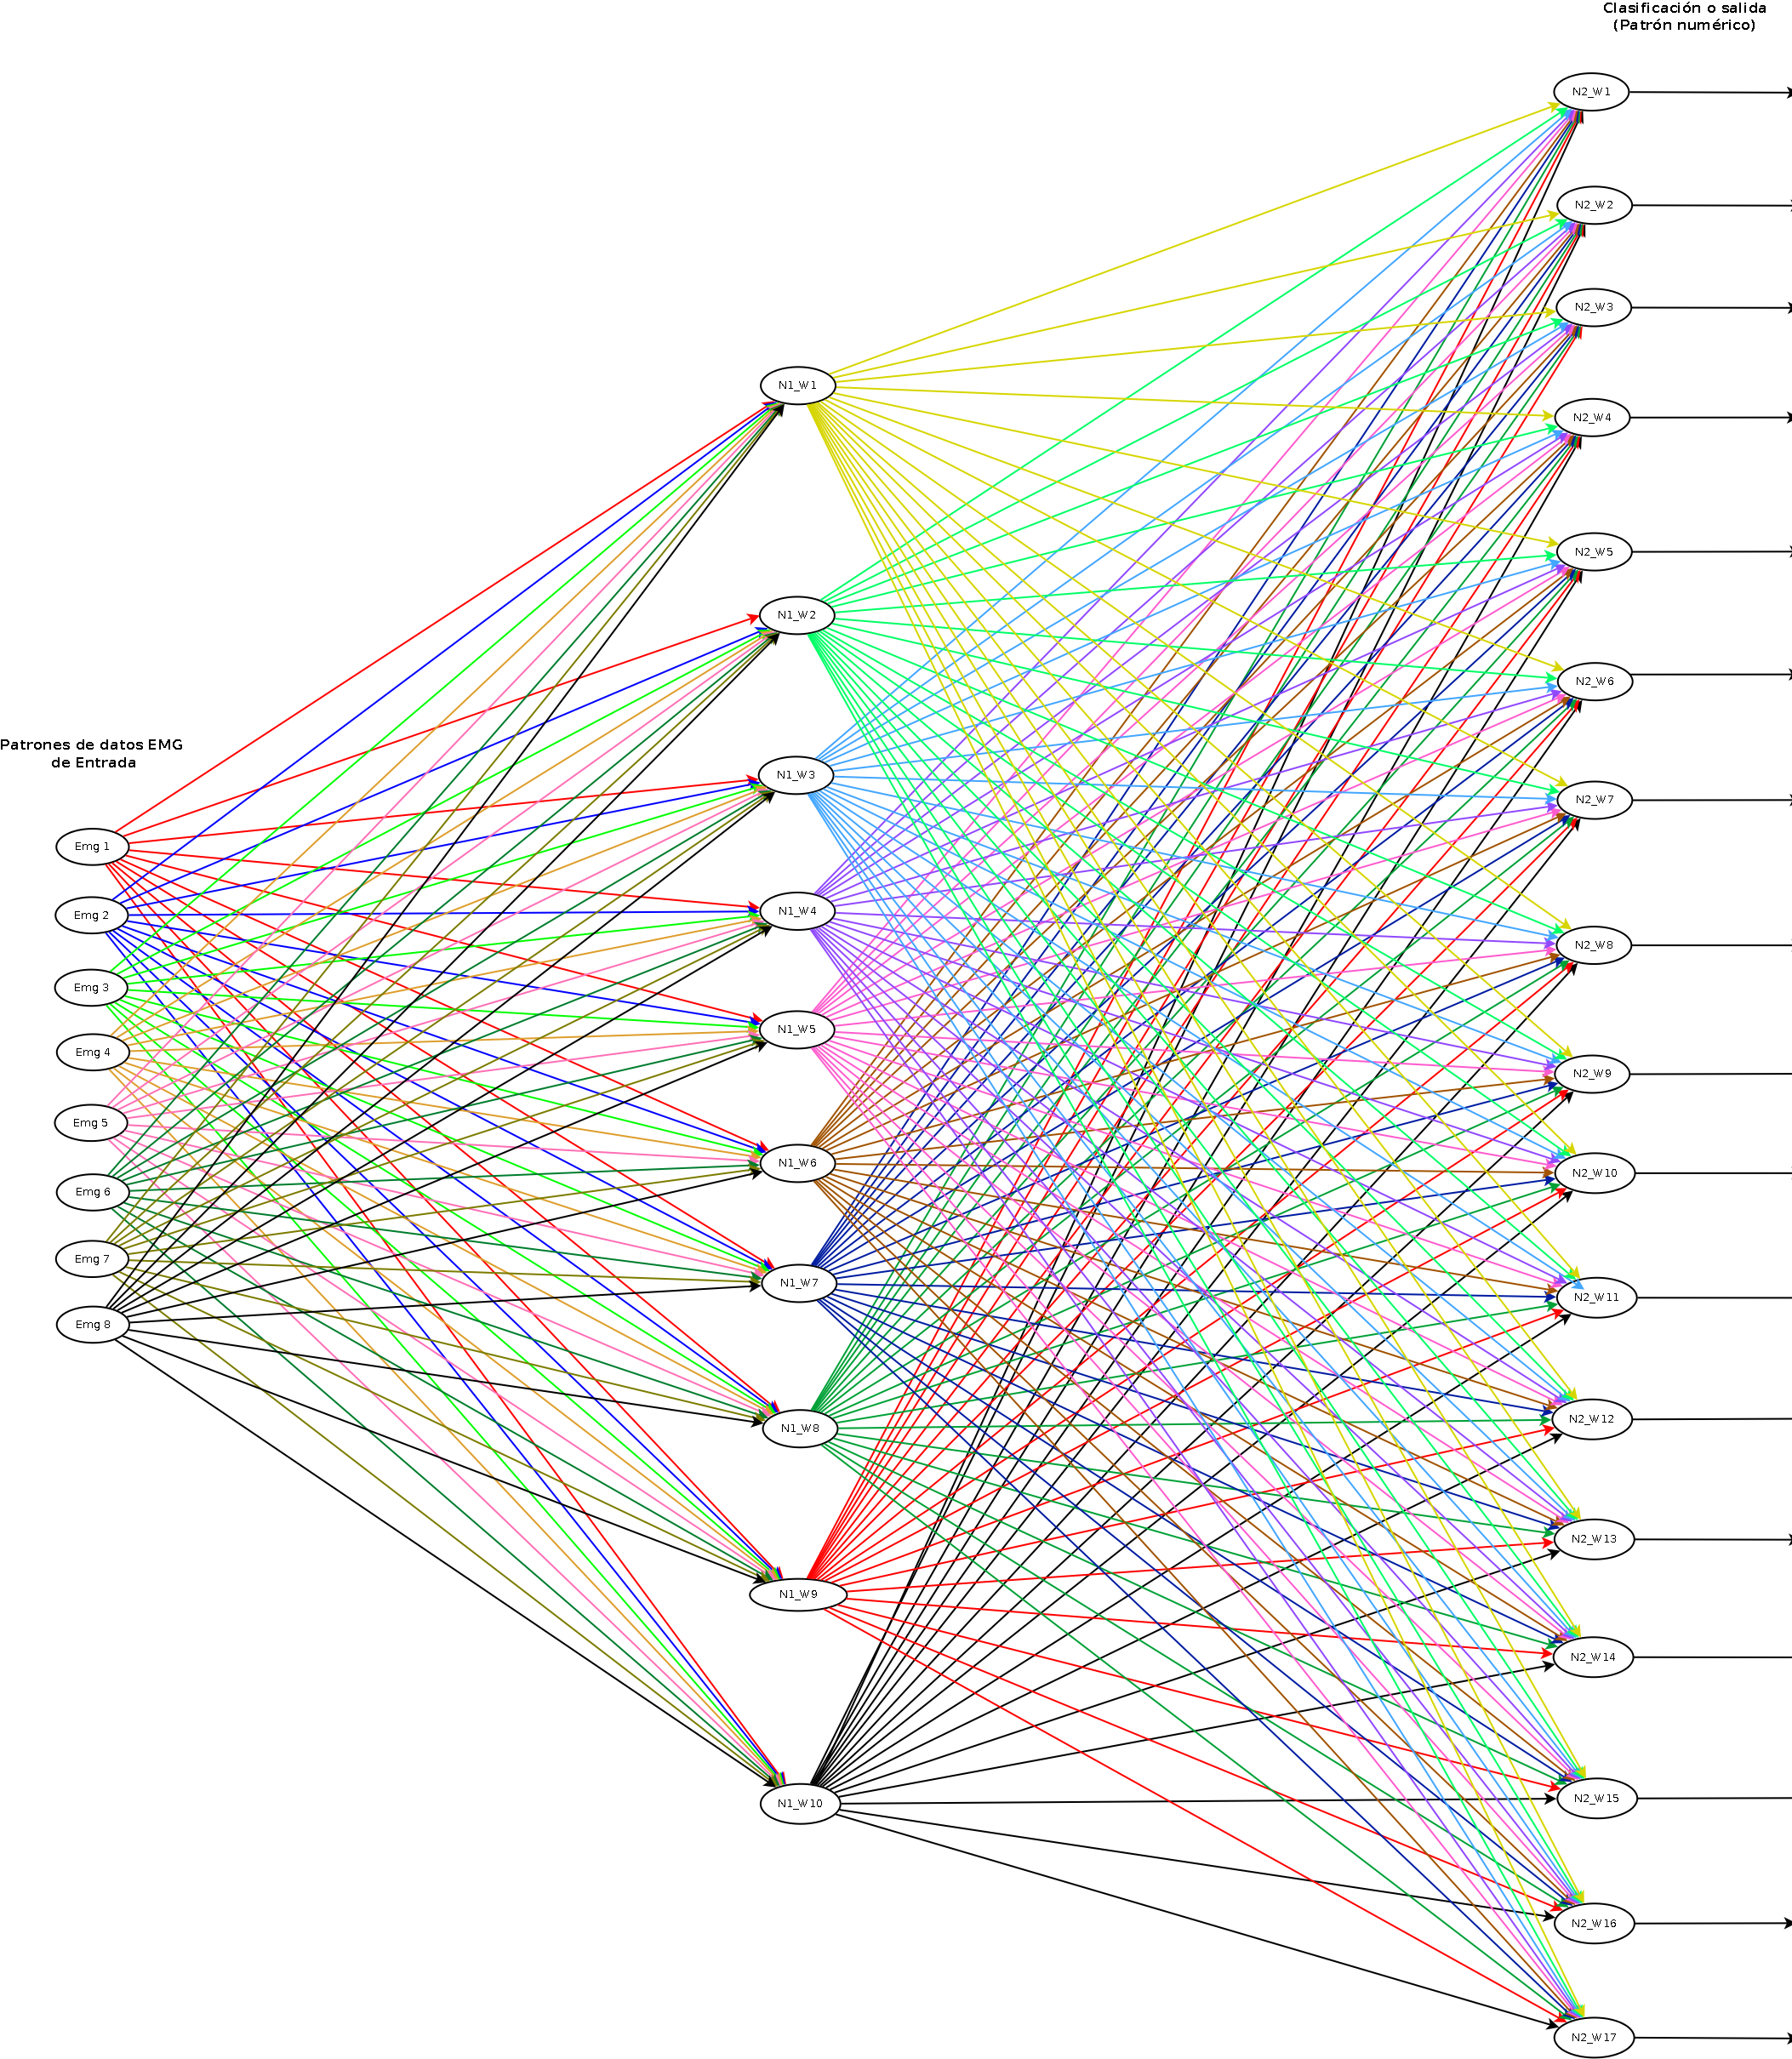 Clasificación o salida
(Patrón numérico)
Patrones de datos EMG
de Entrada
Emg 1
Emg 2
Emg 3
Emg 4
Emg 5
Emg 6
Emg 7
Emg 8
N1_W1
N1_W2
N1_W3
N1_W4
N1_W5
N1_W6
N1_W7
N1_W8
N1_W9
N1_W10
N2_W1
N2_W2
N2_W3
N2_W4
N2_W5
N2_W6
N2_W7
N2_W8
N2_W9
N2_W10
N2_W11
N2_W12
N2_W13
N2_W14
N2_W15
N2_W16
N2_W17